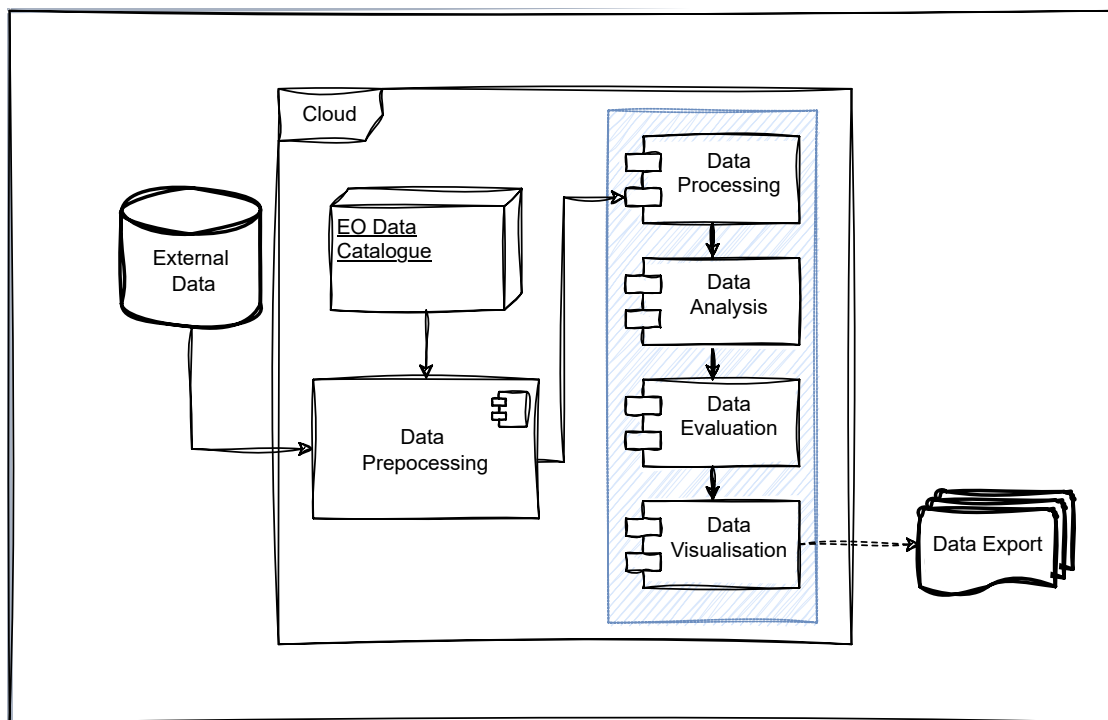 Cloud
External
Data
EO Data
Catalogue
Data
Prepocessing
Data
Processing
Data
Analysis
Data
Evaluation
Data
Visualisation
Data Export